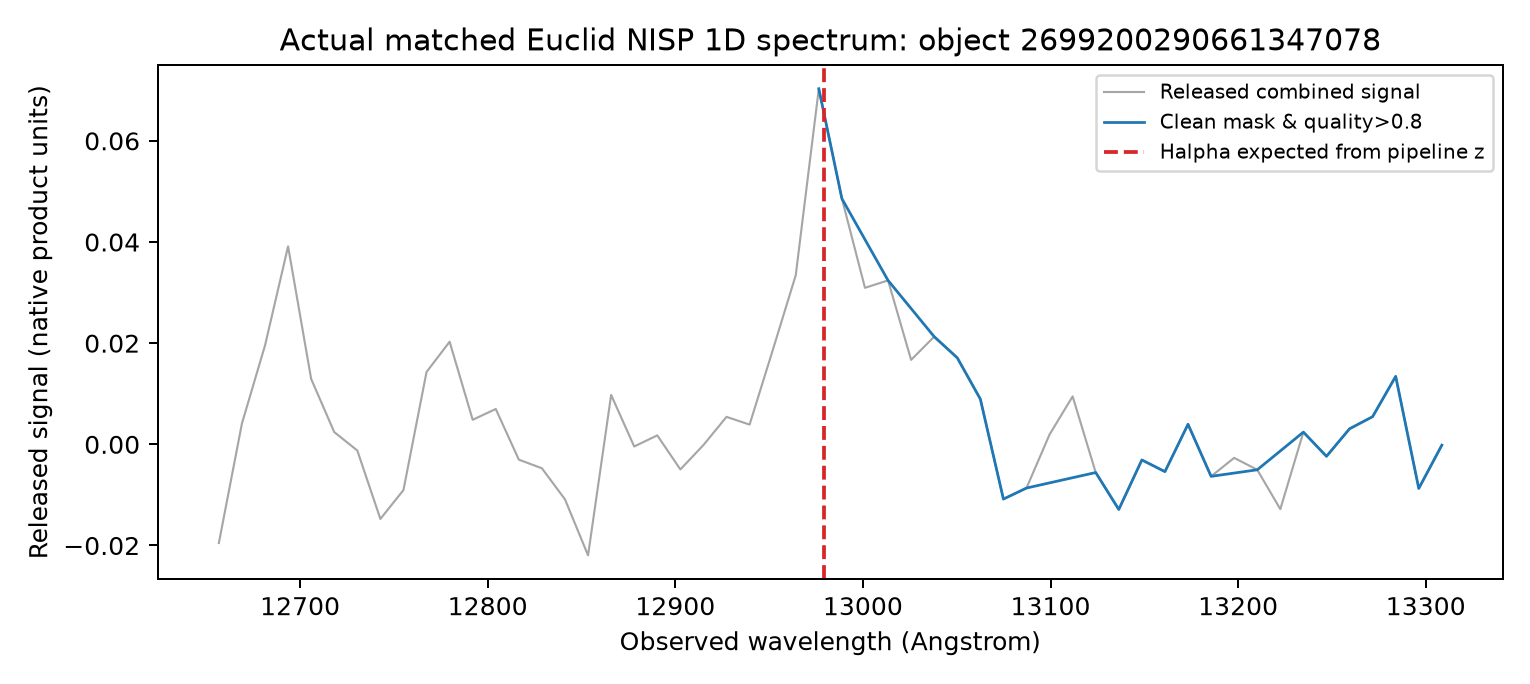 Actual matched Euclid NISP 1D spectrum: object 2699200290661347078
Released combined signal
Clean mask & quality>0.8
Halpha expected from pipeline z
Released signal (native product units)
0.06
0.04
0.02
0.00
−0.02
12700 12800 12900 13000 13100 13200 13300
Observed wavelength (Angstrom)